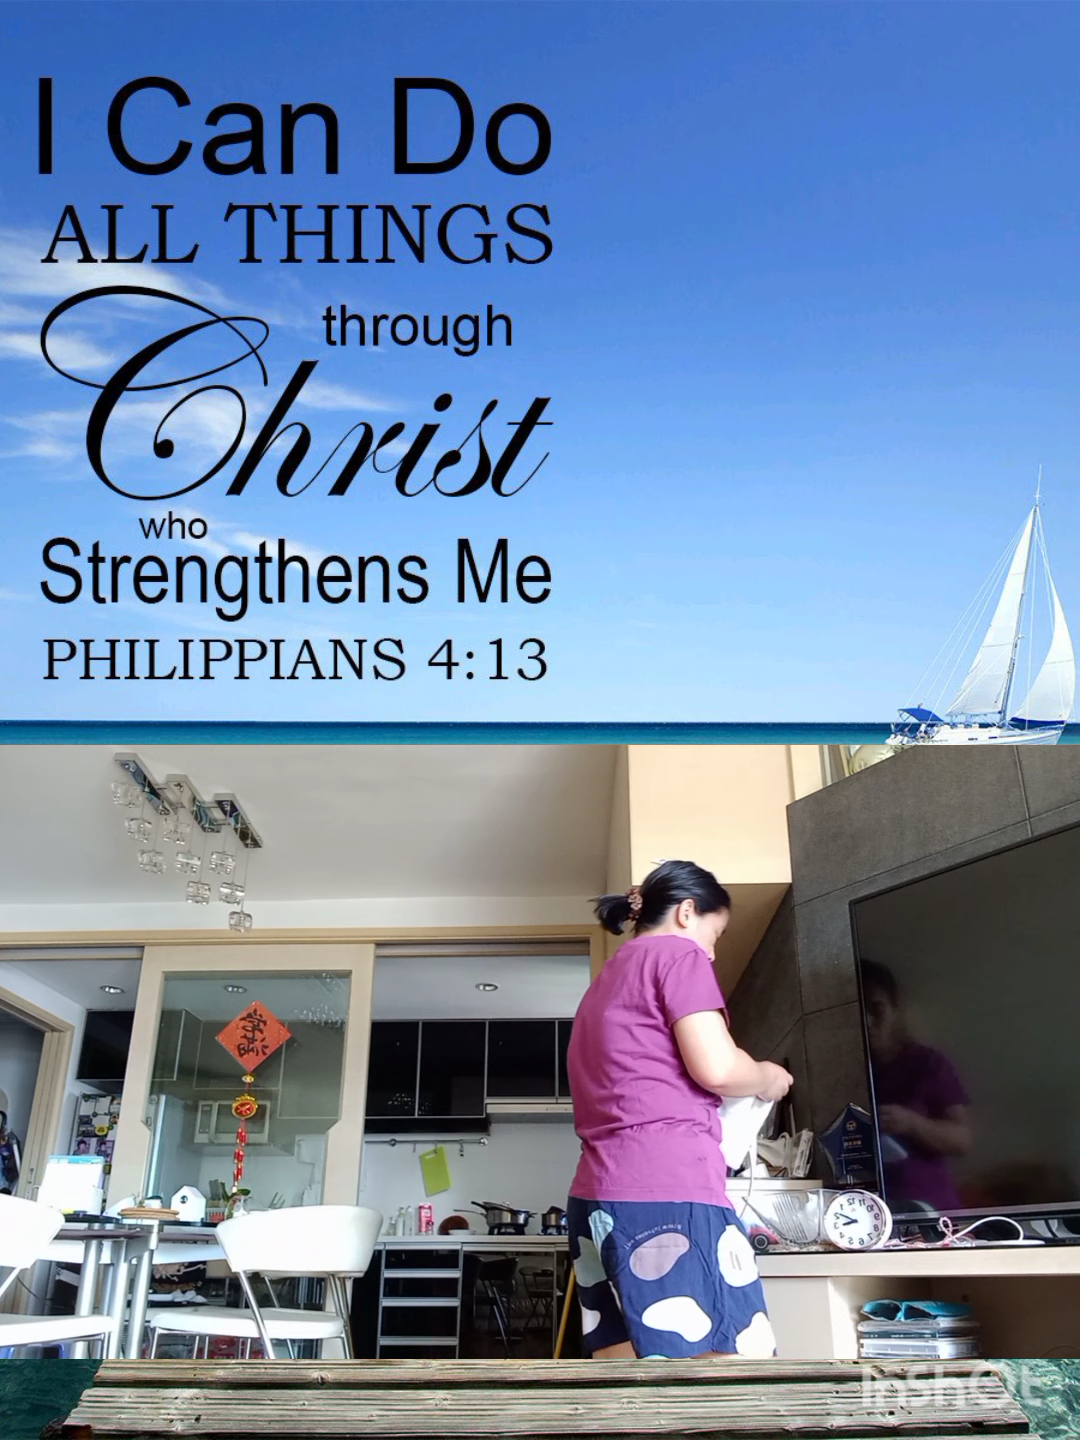 I Can Do
ALL THINGS
through
Christ
who
Strengthens Me
PHILIPPIANS 4:13
InShOt